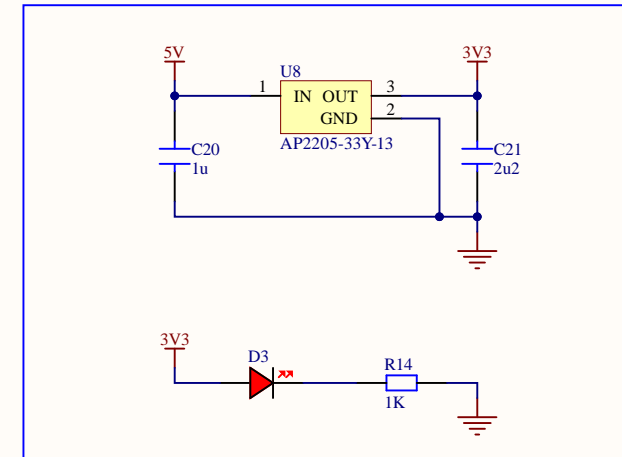 5V
3V3
U8
1
IN OUT
3
GND
2
AP2205-33Y-13
C20
1u
C21
2u2
3V3
D3
R14
1K